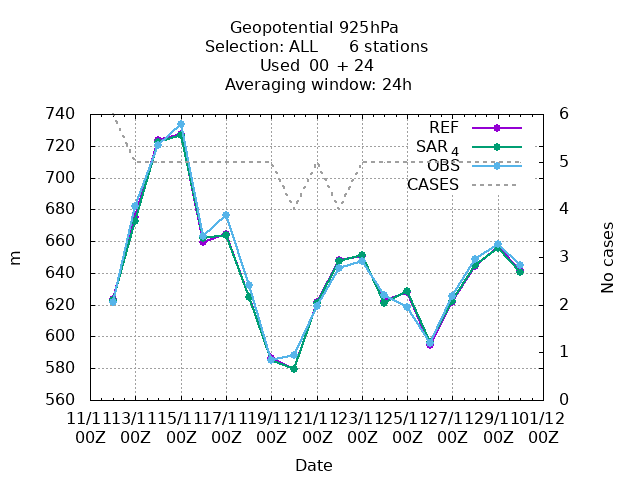 Geopotential 925hPa
Selection: ALL 6 stations
Used 00 + 24
Averaging window: 24h
740 6
REF
720
SAR 4
OBS 5
700
CASES
680 4
660
m 3 No cases
640
620 2
600
1
580
560 0
11/11 13/11 15/11 17/11 19/11 21/11 23/11 25/11 27/11 29/11 01/12
00Z 00Z 00Z 00Z 00Z 00Z 00Z 00Z 00Z 00Z 00Z
Date